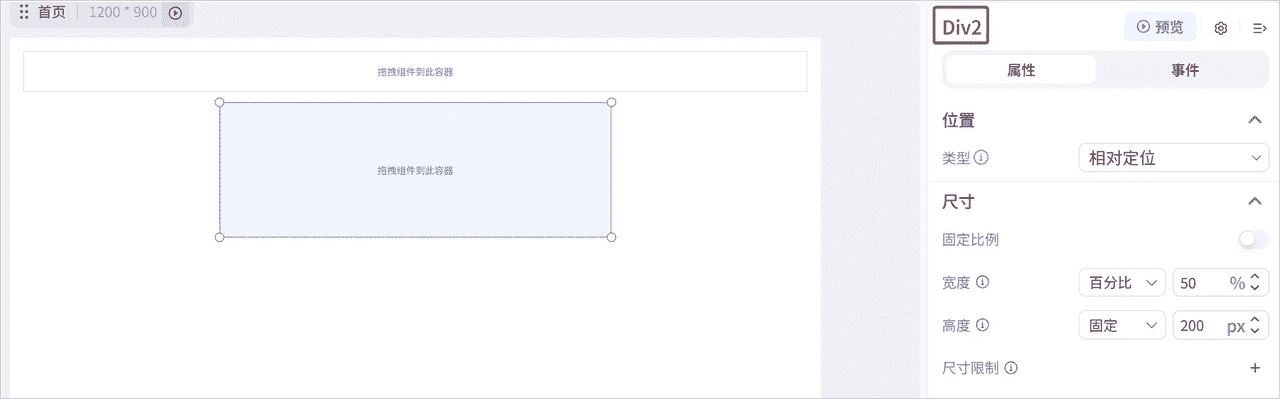 首页 1200 * 900
拖拽组件到此容器
拖拽组件到此容器
Div2 预览
属性 事件
位置
类型 相对定位
尺寸
固定比例
宽度 百分比 50 %
高度 固定 200 px
尺寸限制 +